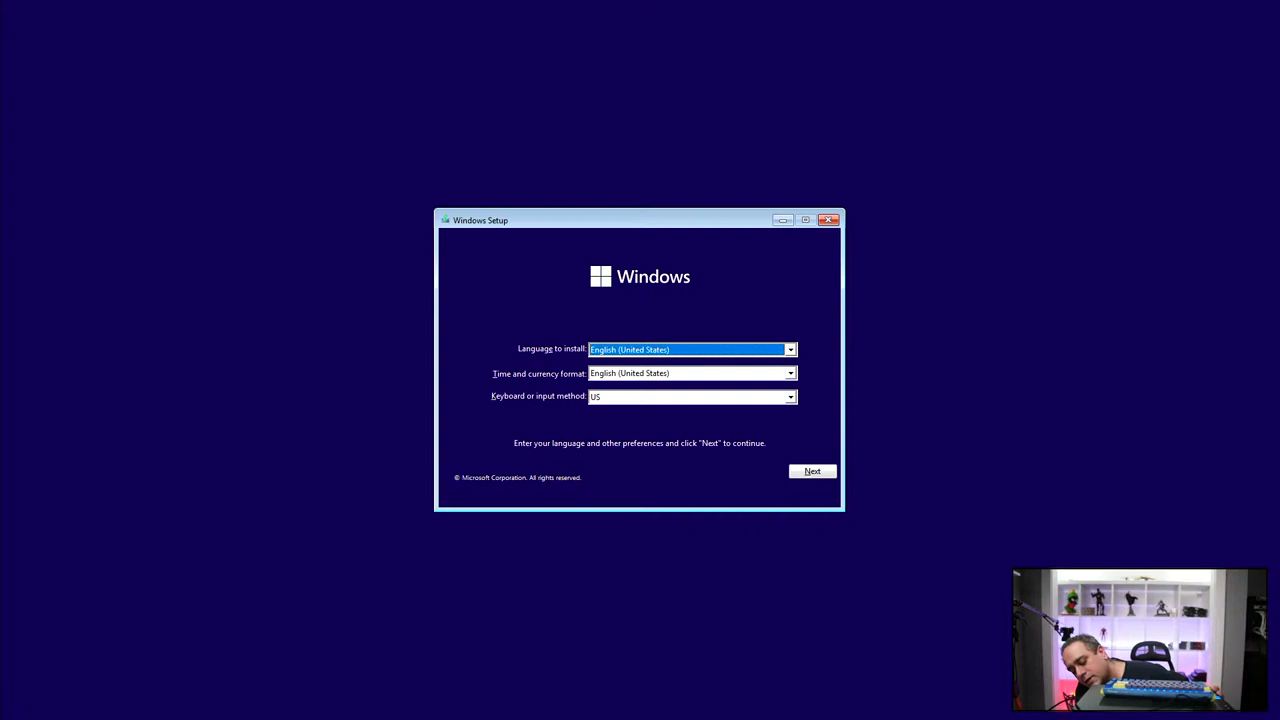 Windows Setup
Windows
Language to install: English (United States)
Time and currency format: English (United States)
Keyboard or input method: US
Enter your language and other preferences and click "Next" to continue.
Next
© Microsoft Corporation. All rights reserved.